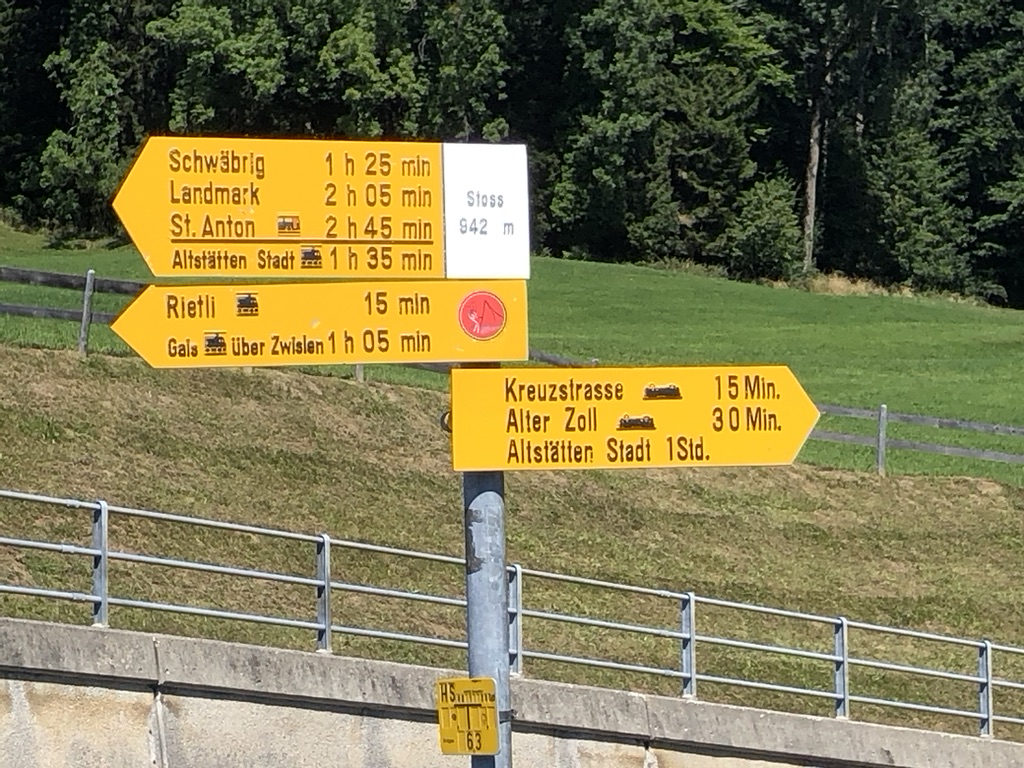 Schwäbrig 1 h 25 min
Landmark 2 h 05 min
St. Anton 2 h 45 min
Altstätten Stadt 1 h 35 min
Stoss
942 m
Rietli 15 min
Gais über Zwislen 1 h 05 min
Kreuzstrasse 15 Min.
Alter Zoll 30 Min.
Altstätten Stadt 1 Std.
HS
63